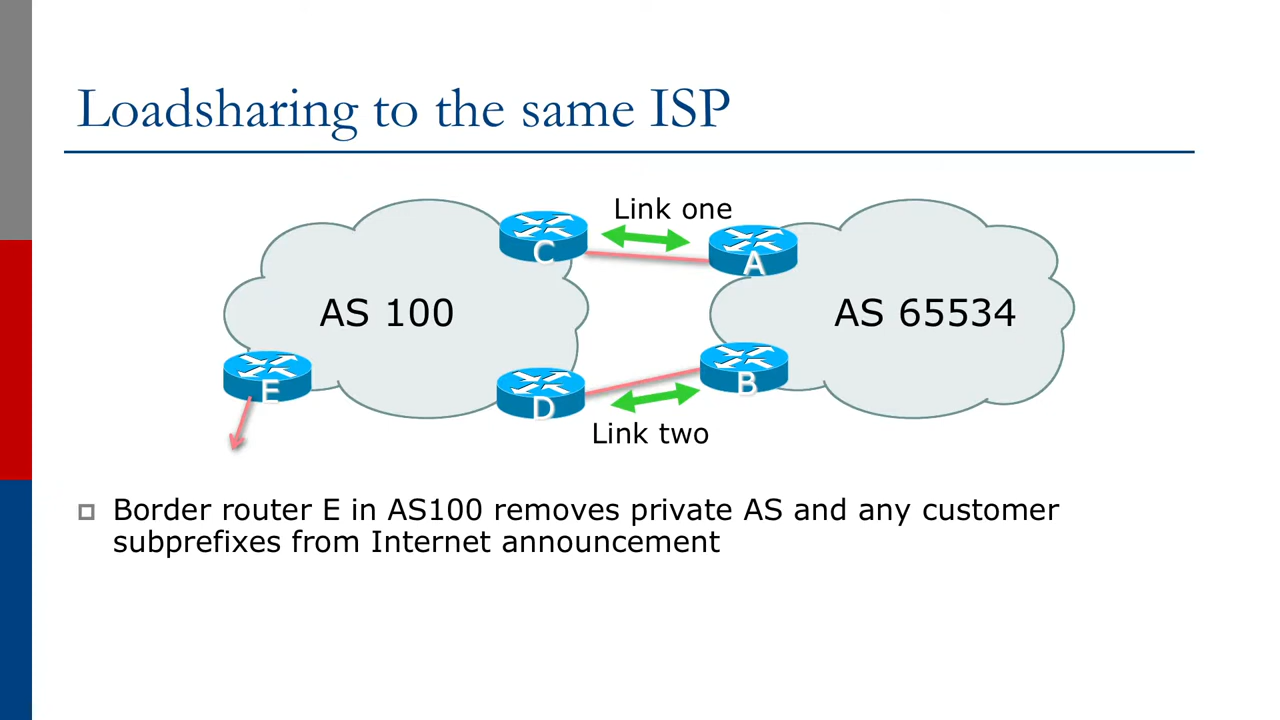 Loadsharing to the same ISP
Link one
C
A
AS 100
AS 65534
E
D
B
Link two
Border router E in AS100 removes private AS and any customer
subprefixes from Internet announcement